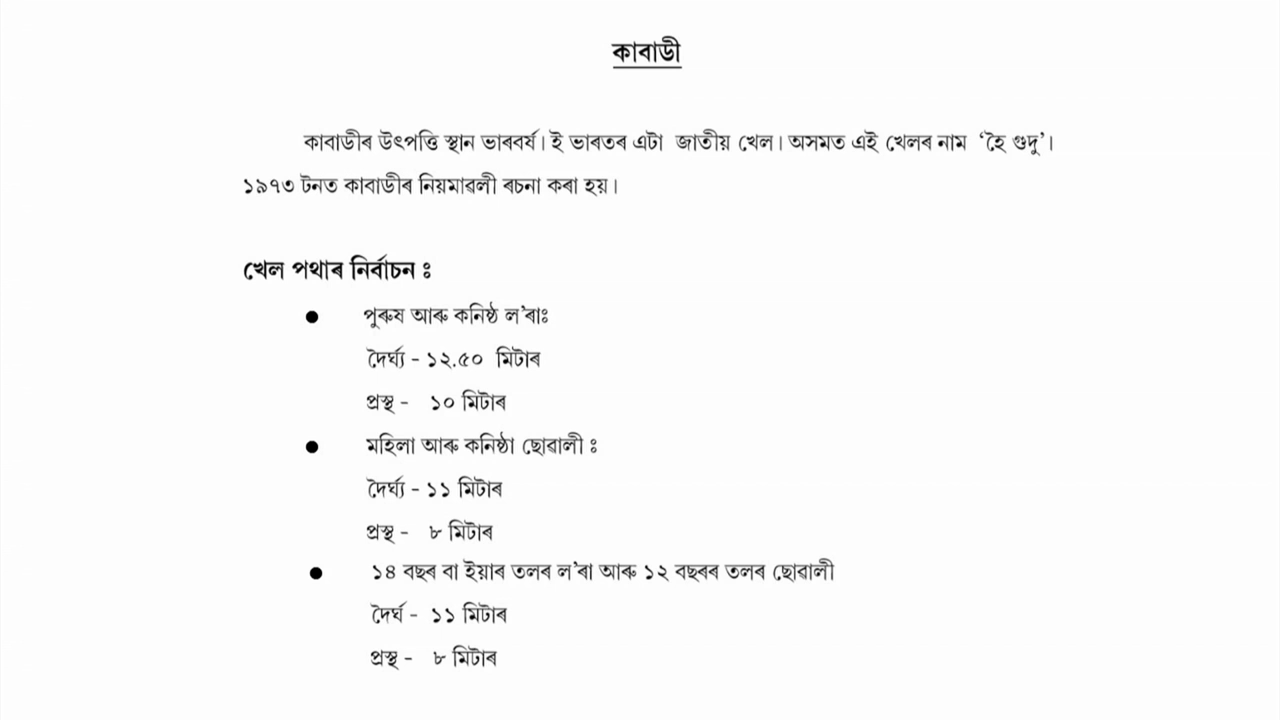 কাবাডী
কাবাডীৰ উৎপত্তি স্থান ভাৰবৰ্ষ। ই ভাৰতৰ এটা জাতীয় খেল। অসমত এই খেলৰ নাম ‘হৈ গুদু’।
১৯৭৩ টনত কাবাডীৰ নিয়মাৱলী ৰচনা কৰা হয়।
খেল পথাৰ নিৰ্বাচন ঃ
● পুৰুষ আৰু কনিষ্ঠ ল’ৰাঃ
দৈৰ্ঘ্য - ১২.৫০ মিটাৰ
প্ৰস্থ - ১০ মিটাৰ
● মহিলা আৰু কনিষ্ঠা ছোৱালী ঃ
দৈৰ্ঘ্য - ১১ মিটাৰ
প্ৰস্থ - ৮ মিটাৰ
● ১৪ বছৰ বা ইয়াৰ তলৰ ল’ৰা আৰু ১২ বছৰৰ তলৰ ছোৱালী
দৈৰ্ঘ - ১১ মিটাৰ
প্ৰস্থ - ৮ মিটাৰ